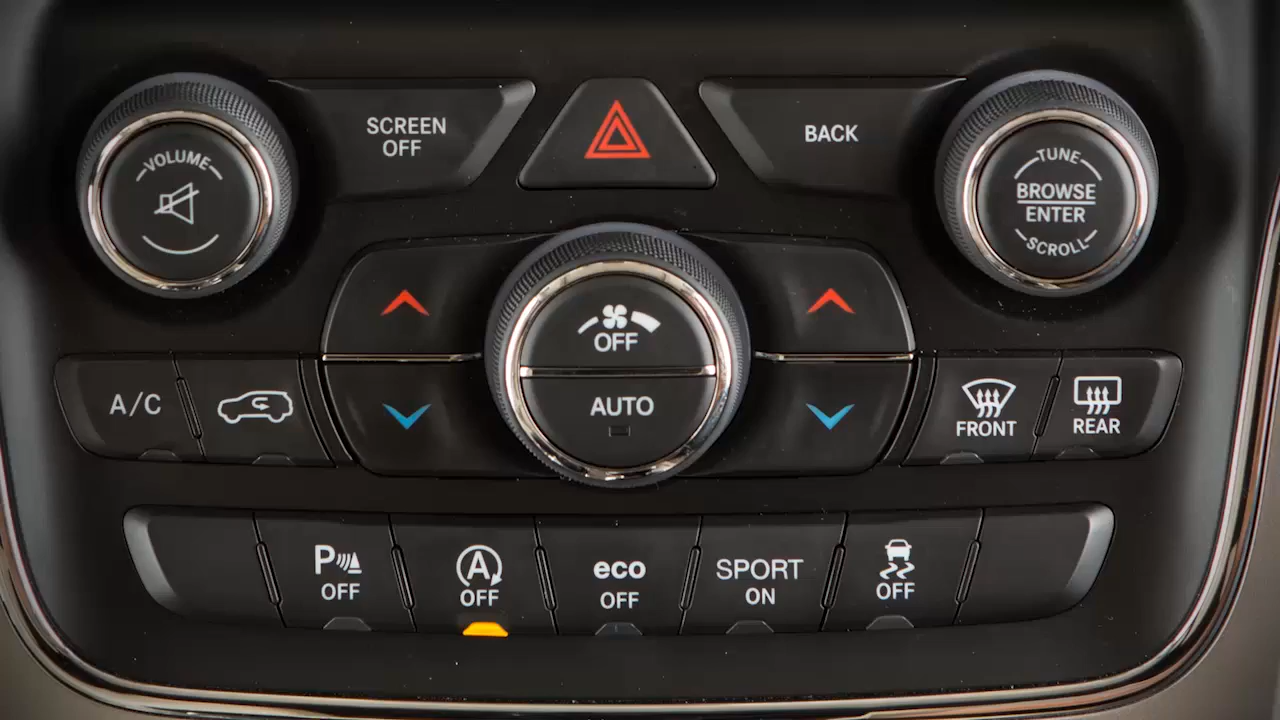 SCREEN
OFF
BACK
VOLUME
TUNE
BROWSE
ENTER
SCROLL
OFF
AUTO
A/C
FRONT
REAR
P
OFF
A
OFF
eco
OFF
SPORT
ON
OFF